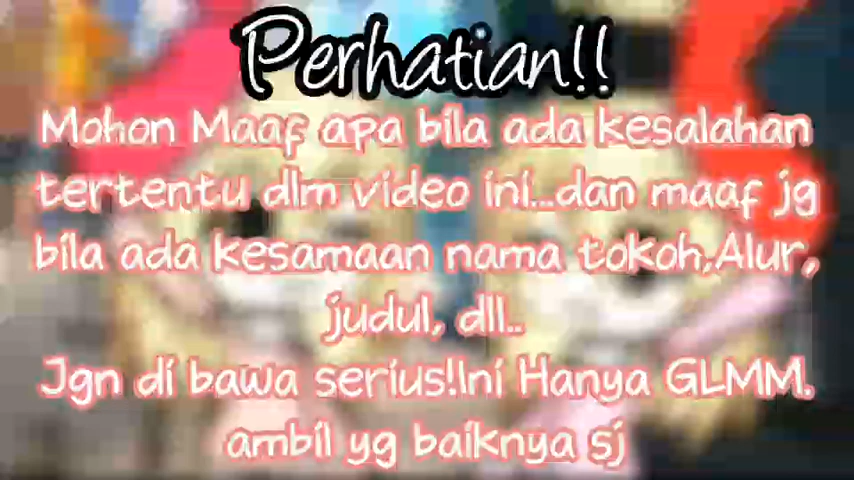 Perhatian!!
Mohon Maaf apa bila ada kesalahan
tertentu dlm video ini...dan maaf jg
bila ada kesamaan nama tokoh,Alur,
judul, dll..
Jgn di bawa serius!Ini Hanya GLMM.
ambil yg baiknya sj